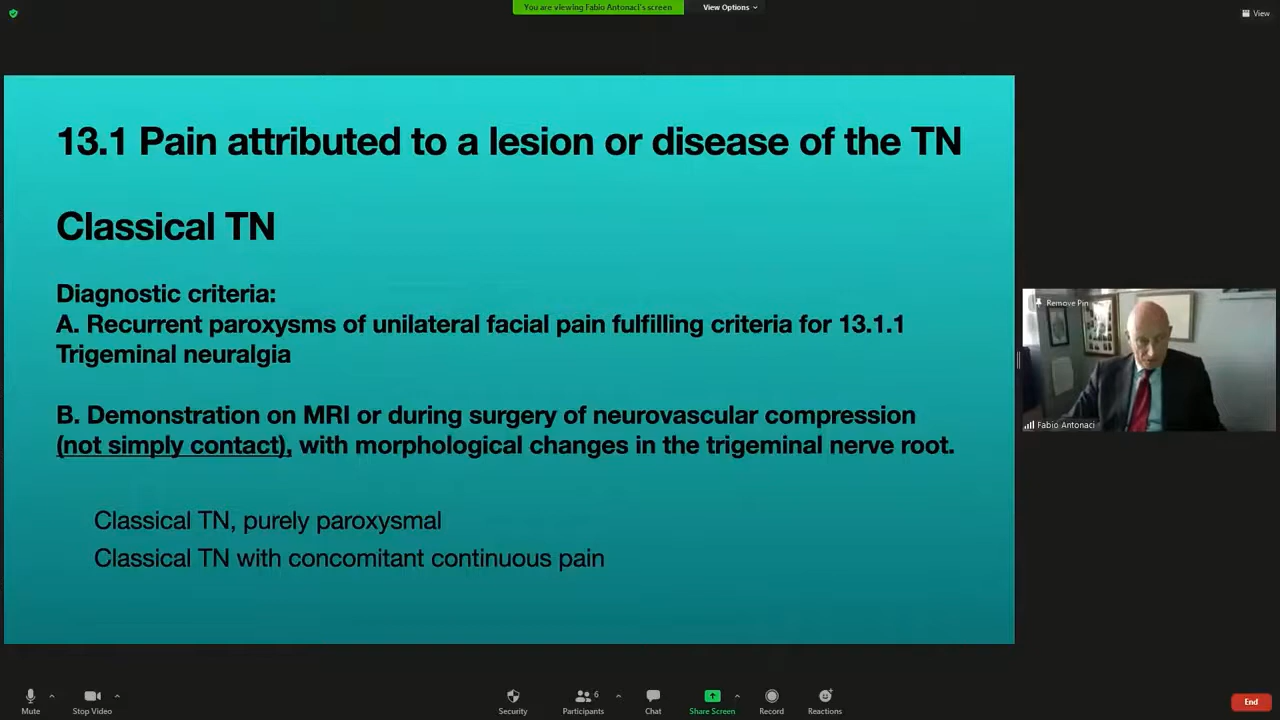 You are viewing Fabio Antonaci's screen
View Options
View
13.1 Pain attributed to a lesion or disease of the TN
Classical TN
Diagnostic criteria:
A. Recurrent paroxysms of unilateral facial pain fulfilling criteria for 13.1.1
Trigeminal neuralgia
B. Demonstration on MRI or during surgery of neurovascular compression
(not simply contact), with morphological changes in the trigeminal nerve root.
Classical TN, purely paroxysmal
Classical TN with concomitant continuous pain
Remove Pin
Fabio Antonaci
Mute
Stop Video
Security
Participants
6
Chat
Share Screen
Record
Reactions
End